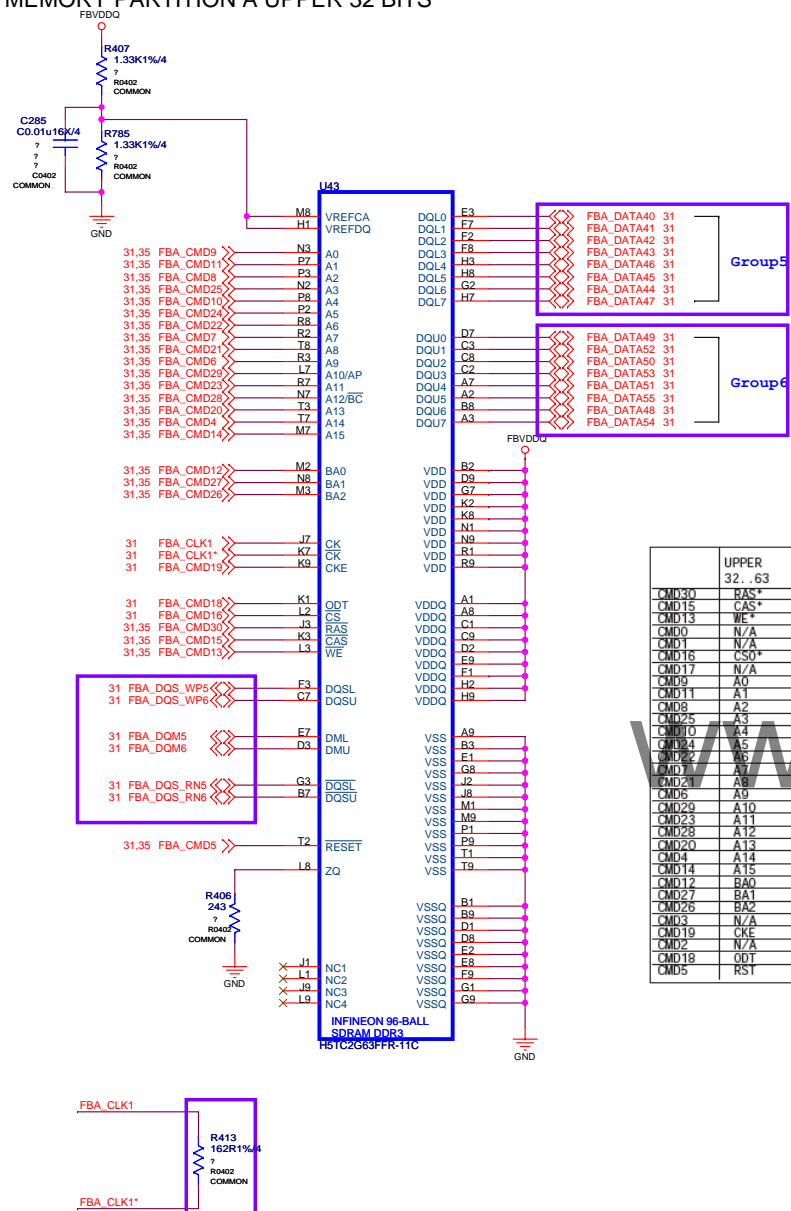 MEMORY PARTITION A UPPER 32 BITS
FBVDDQ
R407
1.33K1%/4
?
R0402
COMMON
C285
C0.01u16X/4
?
?
?
C0402
COMMON
R785
1.33K1%/4
?
R0402
COMMON
GND
U43
M8 VREFCA
H1 VREFDQ
31,35 FBA_CMD9 N3 A0
31,35 FBA_CMD11 P7 A1
31,35 FBA_CMD8 P3 A2
31,35 FBA_CMD25 N2 A3
31,35 FBA_CMD10 P8 A4
31,35 FBA_CMD24 P2 A5
31,35 FBA_CMD22 R8 A6
31,35 FBA_CMD7 R2 A7
31,35 FBA_CMD21 T8 A8
31,35 FBA_CMD6 R3 A9
31,35 FBA_CMD29 L7 A10/AP
31,35 FBA_CMD23 R7 A11
31,35 FBA_CMD28 N7 A12/BC
31,35 FBA_CMD20 T3 A13
31,35 FBA_CMD4 T7 A14
31,35 FBA_CMD14 M7 A15
31,35 FBA_CMD12 M2 BA0
31,35 FBA_CMD27 N8 BA1
31,35 FBA_CMD26 M3 BA2
31 FBA_CLK1 J7 CK
31 FBA_CLK1* K7 CK
31 FBA_CMD19 K9 CKE
31 FBA_CMD18 K1 ODT
31 FBA_CMD16 L2 CS
31,35 FBA_CMD30 J3 RAS
31,35 FBA_CMD15 K3 CAS
31,35 FBA_CMD13 L3 WE
31 FBA_DQS_WP5 F3 DQSL
31 FBA_DQS_WP6 C7 DQSU
31 FBA_DQM5 E7 DML
31 FBA_DQM6 D3 DMU
31 FBA_DQS_RN5 G3 DQSL
31 FBA_DQS_RN6 B7 DQSU
31,35 FBA_CMD5 T2 RESET
L8 ZQ
R406
243
?
R0402
COMMON
GND
J1 NC1
L1 NC2
J9 NC3
L9 NC4
DQL0 E3 FBA_DATA40 31
DQL1 F7 FBA_DATA41 31
DQL2 F2 FBA_DATA42 31
DQL3 F8 FBA_DATA43 31
DQL4 H3 FBA_DATA46 31
DQL5 H8 FBA_DATA45 31
DQL6 G2 FBA_DATA44 31
DQL7 H7 FBA_DATA47 31
Group5
DQU0 D7 FBA_DATA49 31
DQU1 C3 FBA_DATA52 31
DQU2 C8 FBA_DATA50 31
DQU3 C2 FBA_DATA53 31
DQU4 A7 FBA_DATA51 31
DQU5 A2 FBA_DATA55 31
DQU6 B8 FBA_DATA48 31
DQU7 A3 FBA_DATA54 31
Group6
FBVDDQ
VDD B2
VDD D9
VDD G7
VDD K2
VDD K8
VDD N1
VDD N9
VDD R1
VDD R9
VDDQ A1
VDDQ A8
VDDQ C1
VDDQ C9
VDDQ D2
VDDQ E9
VDDQ F1
VDDQ H2
VDDQ H9
VSS A9
VSS B3
VSS E1
VSS G8
VSS J2
VSS J8
VSS M1
VSS M9
VSS P1
VSS P9
VSS T1
VSS T9
VSSQ B1
VSSQ B9
VSSQ D1
VSSQ D8
VSSQ E2
VSSQ E8
VSSQ F9
VSSQ G1
VSSQ G9
GND
INFINEON 96-BALL
SDRAM DDR3
H5TC2G63FFR-11C
UPPER
32..63
CMD30 RAS*
CMD15 CAS*
CMD13 WE*
CMD0 N/A
CMD1 N/A
CMD16 CS0*
CMD17 N/A
CMD9 A0
CMD11 A1
CMD8 A2
CMD25 A3
CMD10 A4
CMD24 A5
CMD22 A6
CMD7 A7
CMD21 A8
CMD6 A9
CMD29 A10
CMD23 A11
CMD28 A12
CMD20 A13
CMD4 A14
CMD14 A15
CMD12 BA0
CMD27 BA1
CMD26 BA2
CMD3 N/A
CMD19 CKE
CMD2 N/A
CMD18 ODT
CMD5 RST
FBA_CLK1
R413
162R1%/4
?
R0402
COMMON
FBA_CLK1*